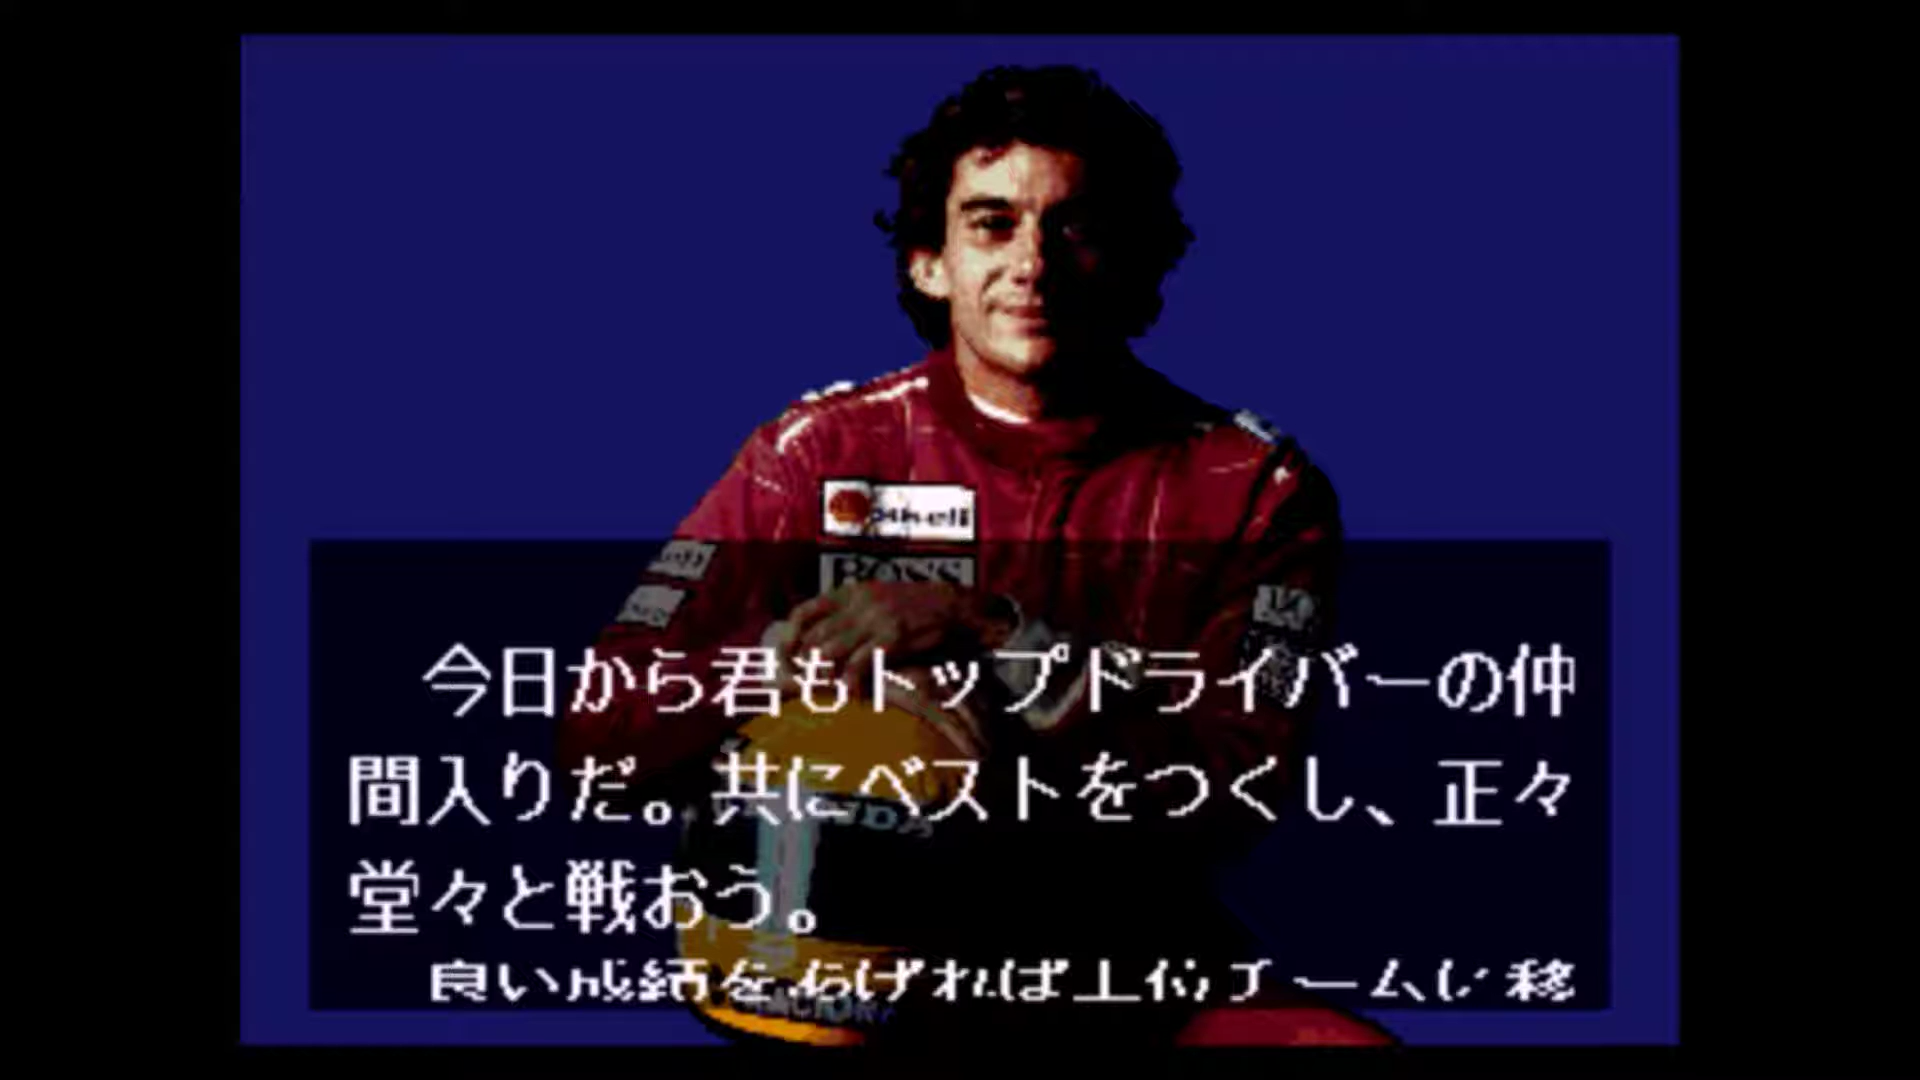 BOSS
今日から君もトップドライバーの仲
間入りだ。共にベストをつくし、正々
堂々と戦おう。
良い成績をあげれば上位チームに移